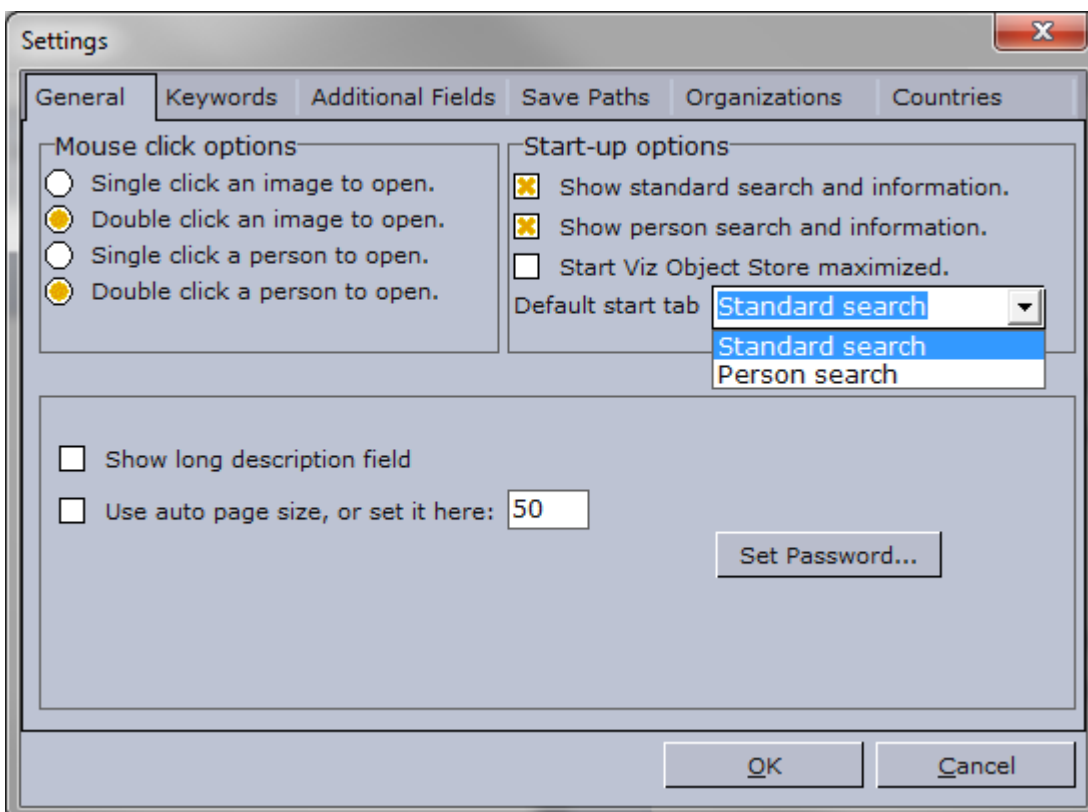 Settings
General Keywords Additional Fields Save Paths Organizations Countries
Mouse click options
Single click an image to open.
Double click an image to open.
Single click a person to open.
Double click a person to open.
Start-up options
Show standard search and information.
Show person search and information.
Start Viz Object Store maximized.
Default start tab Standard search
Standard search
Person search
Show long description field
Use auto page size, or set it here: 50
Set Password...
OK Cancel